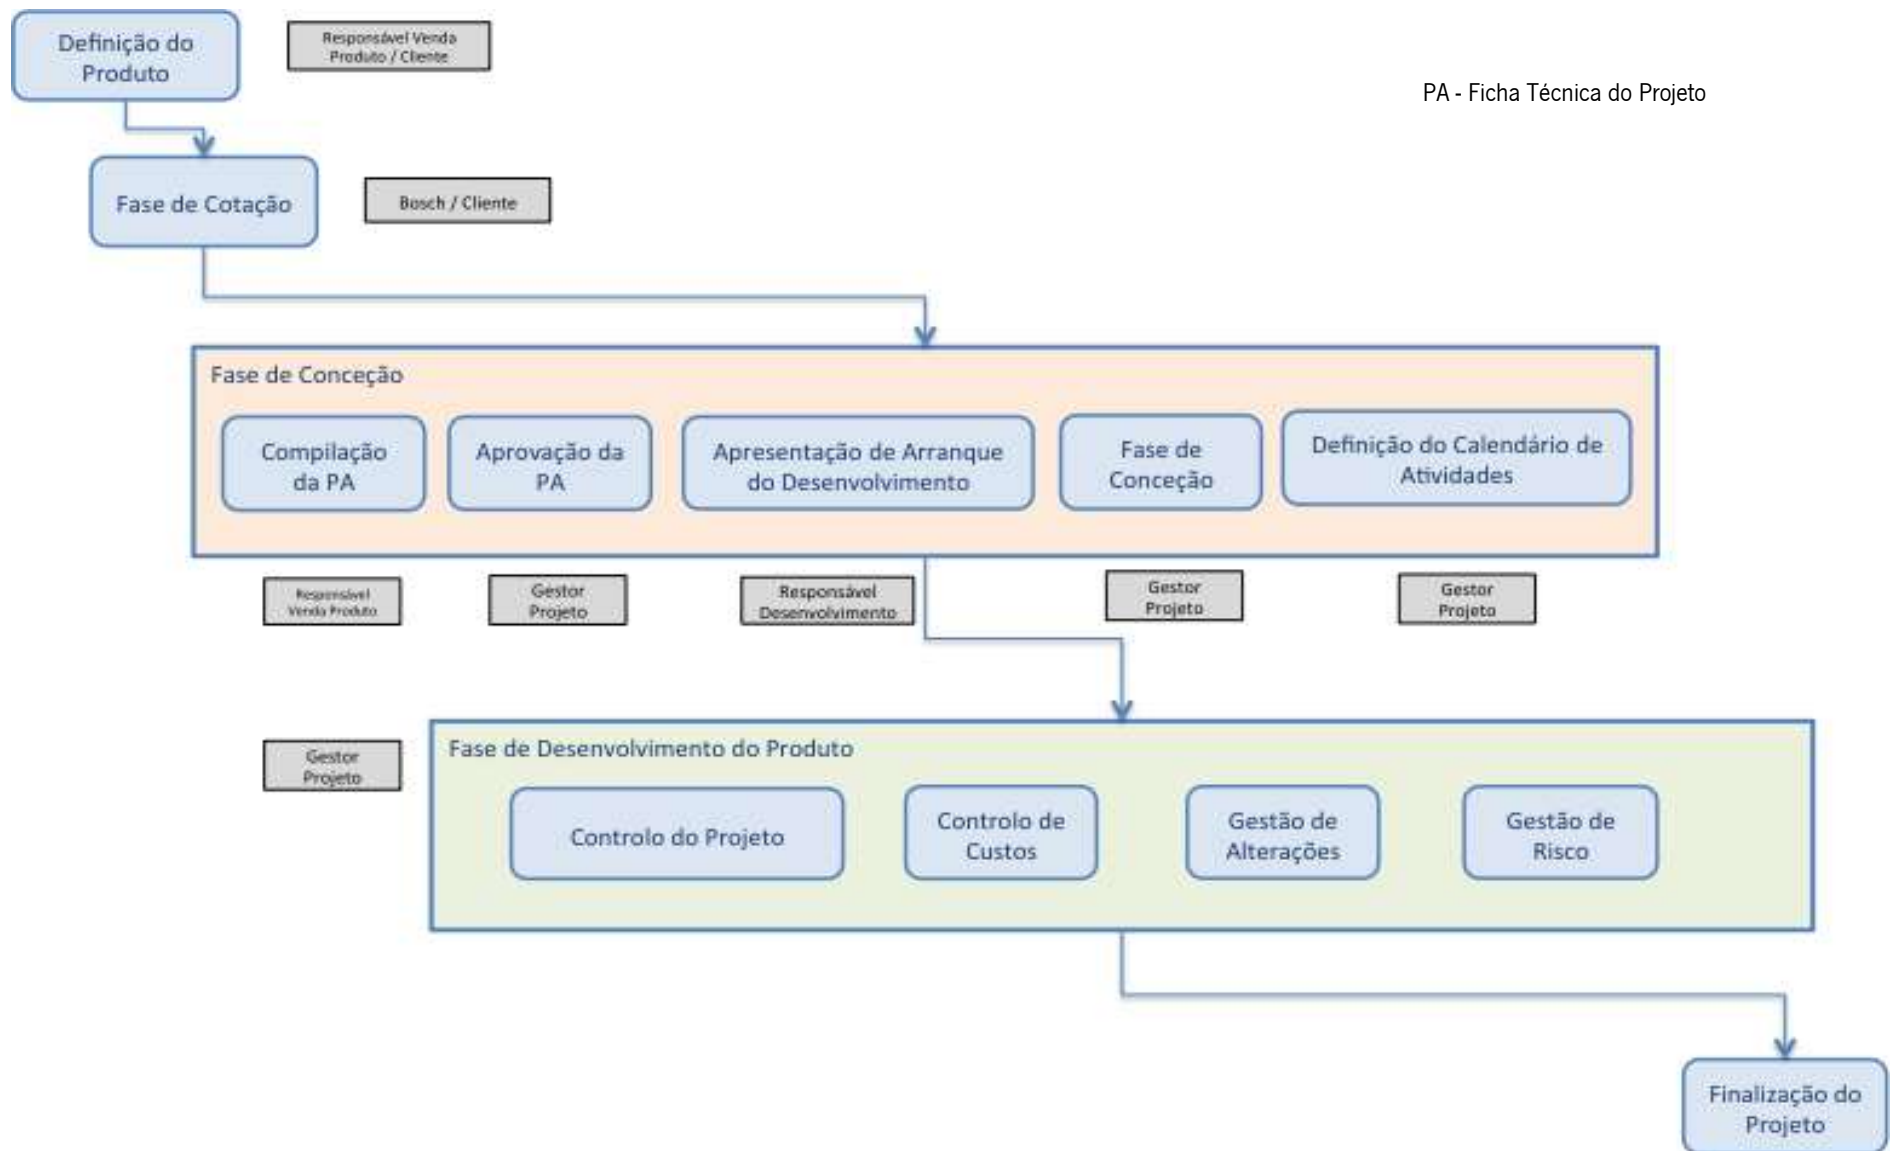 Definição do
Produto
Responsável Venda
Produto / Cliente
PA - Ficha Técnica do Projeto
Fase de Cotação
Bosch / Cliente
Fase de Conceção
Compilação
da PA
Aprovação da
PA
Apresentação de Arranque
do Desenvolvimento
Fase de
Conceção
Definição do Calendário de
Atividades
Responsável
Venda Produto
Gestor
Projeto
Responsável
Desenvolvimento
Gestor
Projeto
Gestor
Projeto
Gestor
Projeto
Fase de Desenvolvimento do Produto
Controlo do Projeto
Controlo de
Custos
Gestão de
Alterações
Gestão de
Risco
Finalização do
Projeto